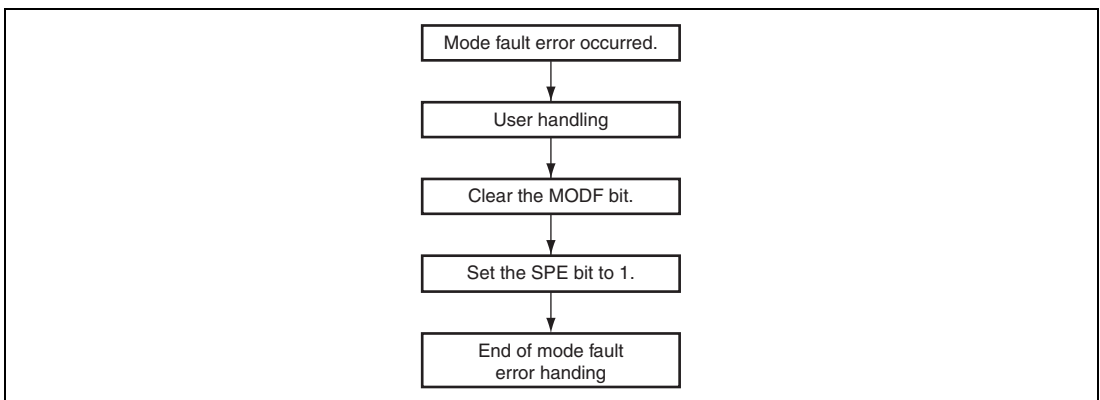 Mode fault error occurred.
User handling
Clear the MODF bit.
Set the SPE bit to 1.
End of mode fault
error handing